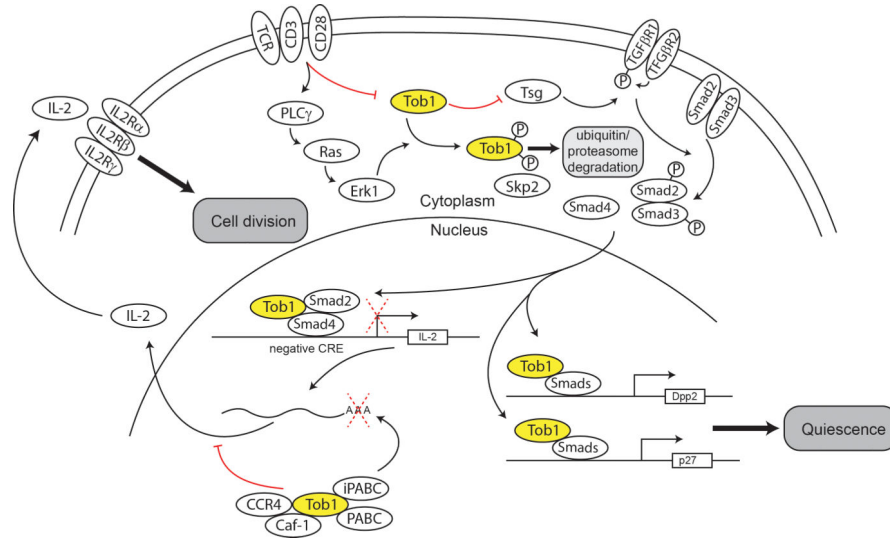 TCR
CD3
CD28
TGFβR1
TFGβR2
P
Smad2
Smad3
IL-2
IL2Rα
IL2Rβ
IL2Rγ
PLCγ
Ras
Erk1
Tob1
Tsg
P
Tob1
P
Skp2
ubiquitin/
proteasome
degradation
P
Smad2
Smad3
P
Smad4
Cell division
Cytoplasm
Nucleus
IL-2
Tob1
Smad2
Smad4
negative CRE
IL-2
AAA
CCR4
Tob1
iPABC
Caf-1
PABC
Tob1
Smads
Dpp2
Tob1
Smads
p27
Quiescence